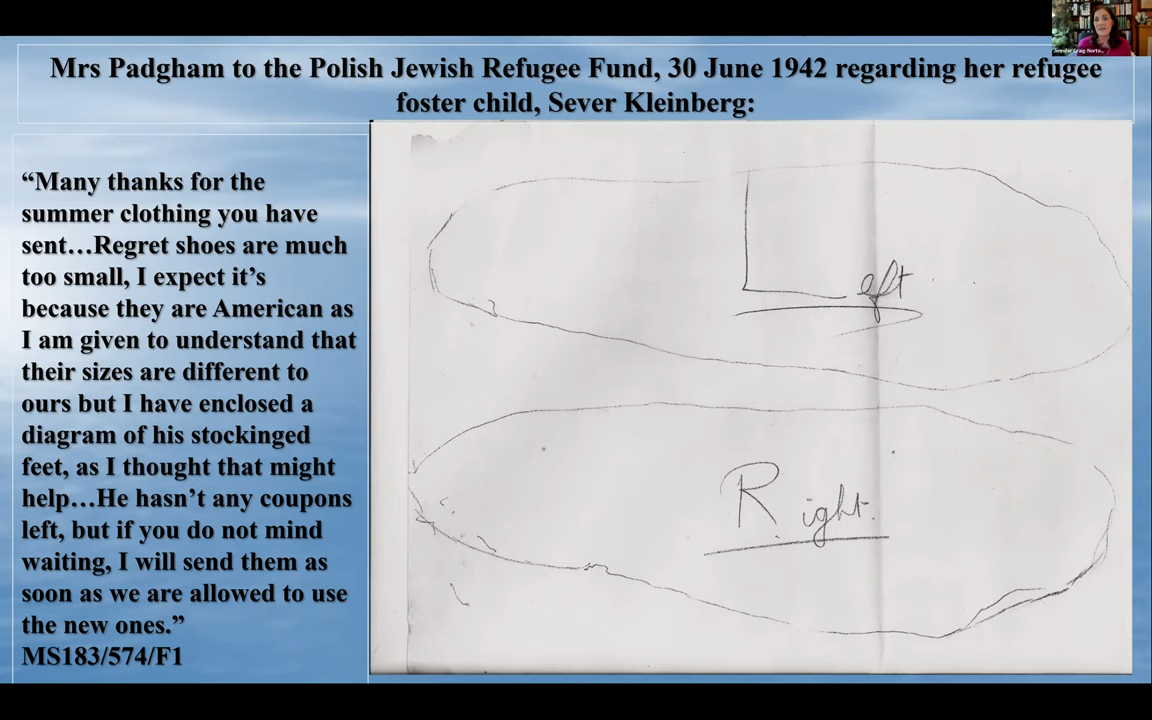 Mrs Padgham to the Polish Jewish Refugee Fund, 30 June 1942 regarding her refugee
foster child, Sever Kleinberg:
“Many thanks for the
summer clothing you have
sent…Regret shoes are much
too small, I expect it’s
because they are American as
I am given to understand that
their sizes are different to
ours but I have enclosed a
diagram of his stockinged
feet, as I thought that might
help…He hasn’t any coupons
left, but if you do not mind
waiting, I will send them as
soon as we are allowed to use
the new ones.”
MS183/574/F1
Left
Right.
Jennifer Craig-Norto...